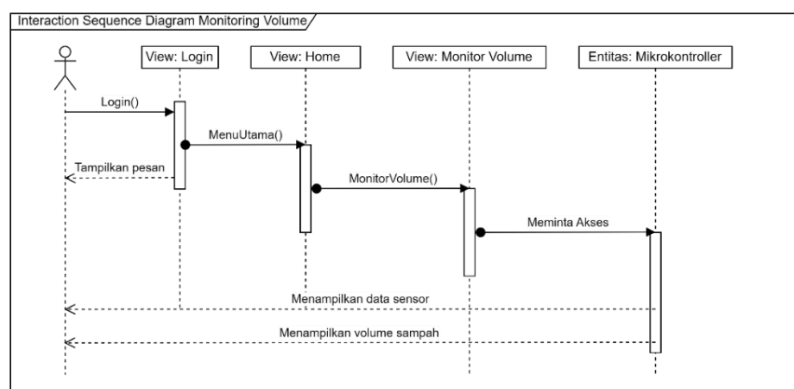 Interaction Sequence Diagram Monitoring Volume
View: Login
View: Home
View: Monitor Volume
Entitas: Mikrokontroller
Login()
MenuUtama()
Tampilkan pesan
MonitorVolume()
Meminta Akses
Menampilkan data sensor
Menampilkan volume sampah